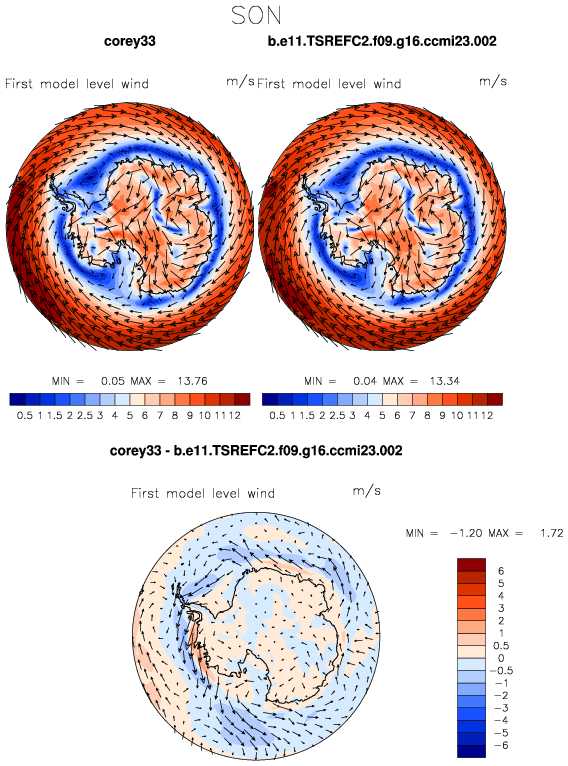 SON
corey33 b.e11.TSREFC2.f09.g16.ccmi23.002
First model level wind m/s First model level wind m/s
MIN = 0.05 MAX = 13.76 MIN = 0.04 MAX = 13.34
0.5 1 1.5 2 2.5 3 4 5 6 7 8 9 10 11 12 0.5 1 1.5 2 2.5 3 4 5 6 7 8 9 10 11 12
corey33 - b.e11.TSREFC2.f09.g16.ccmi23.002
First model level wind m/s
MIN = -1.20 MAX = 1.72
6
5
4
3
2
1
0.5
0
-0.5
-1
-2
-3
-4
-5
-6